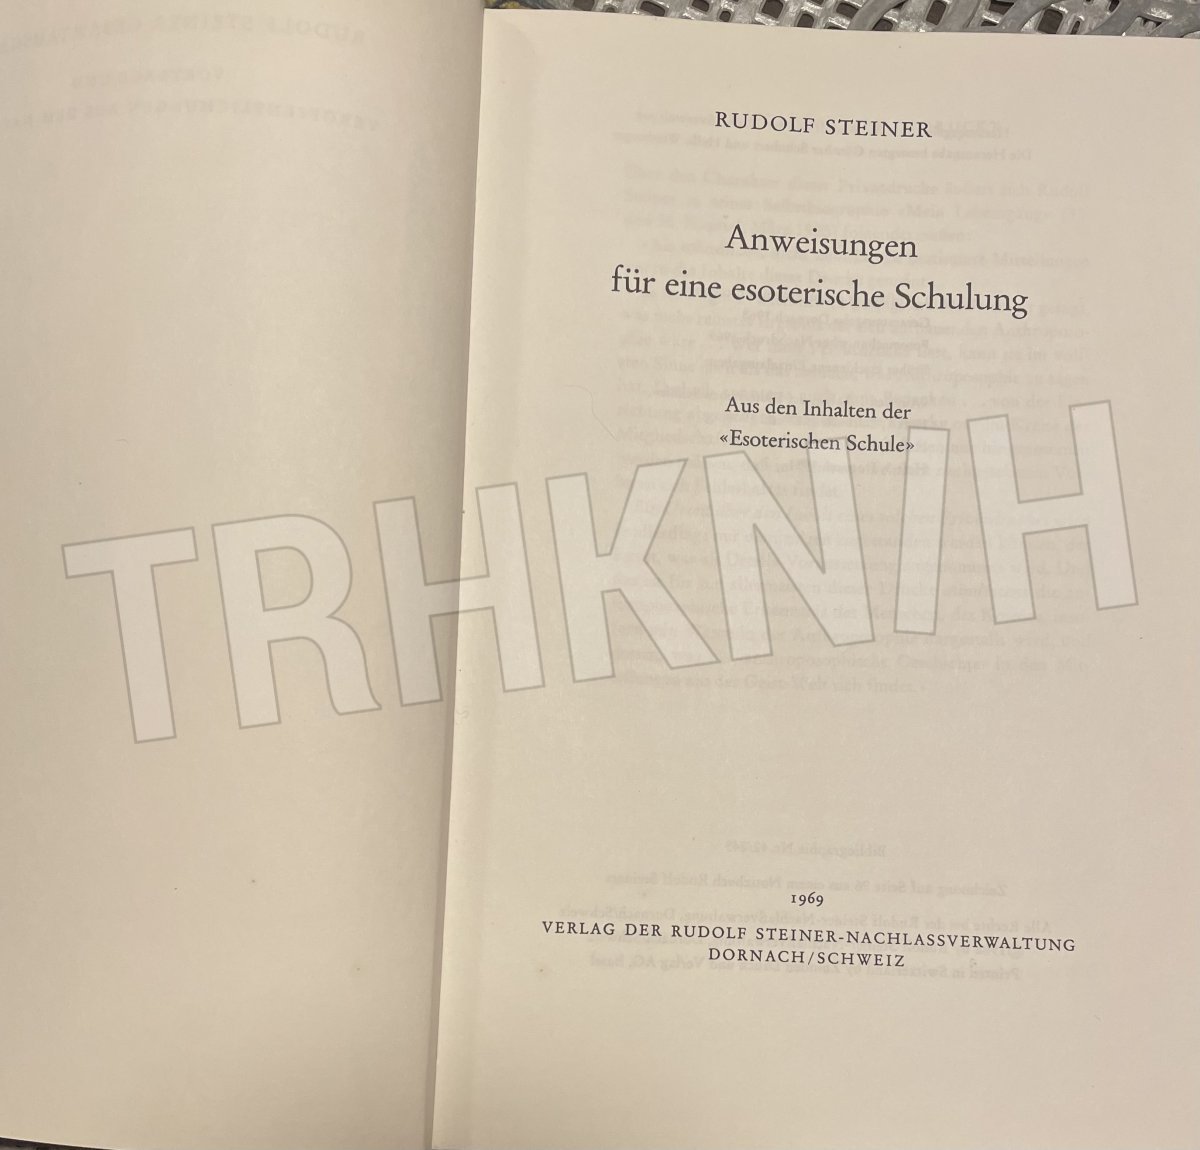 RUDOLF STEINER
Anweisungen
für eine esoterische Schulung
Aus den Inhalten der
«Esoterischen Schule»
TRHKNIH
1969
VERLAG DER RUDOLF STEINER-NACHLASSVERWALTUNG
DORNACH/SCHWEIZ